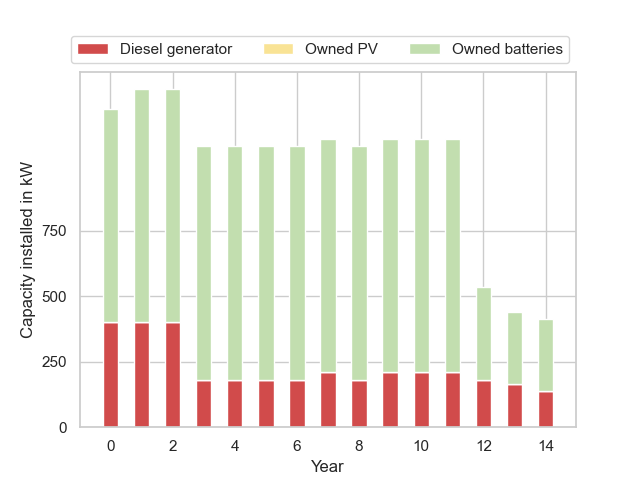 Diesel generator Owned PV Owned batteries
Capacity installed in kW
750
500
250
0
0 2 4 6 8 10 12 14
Year